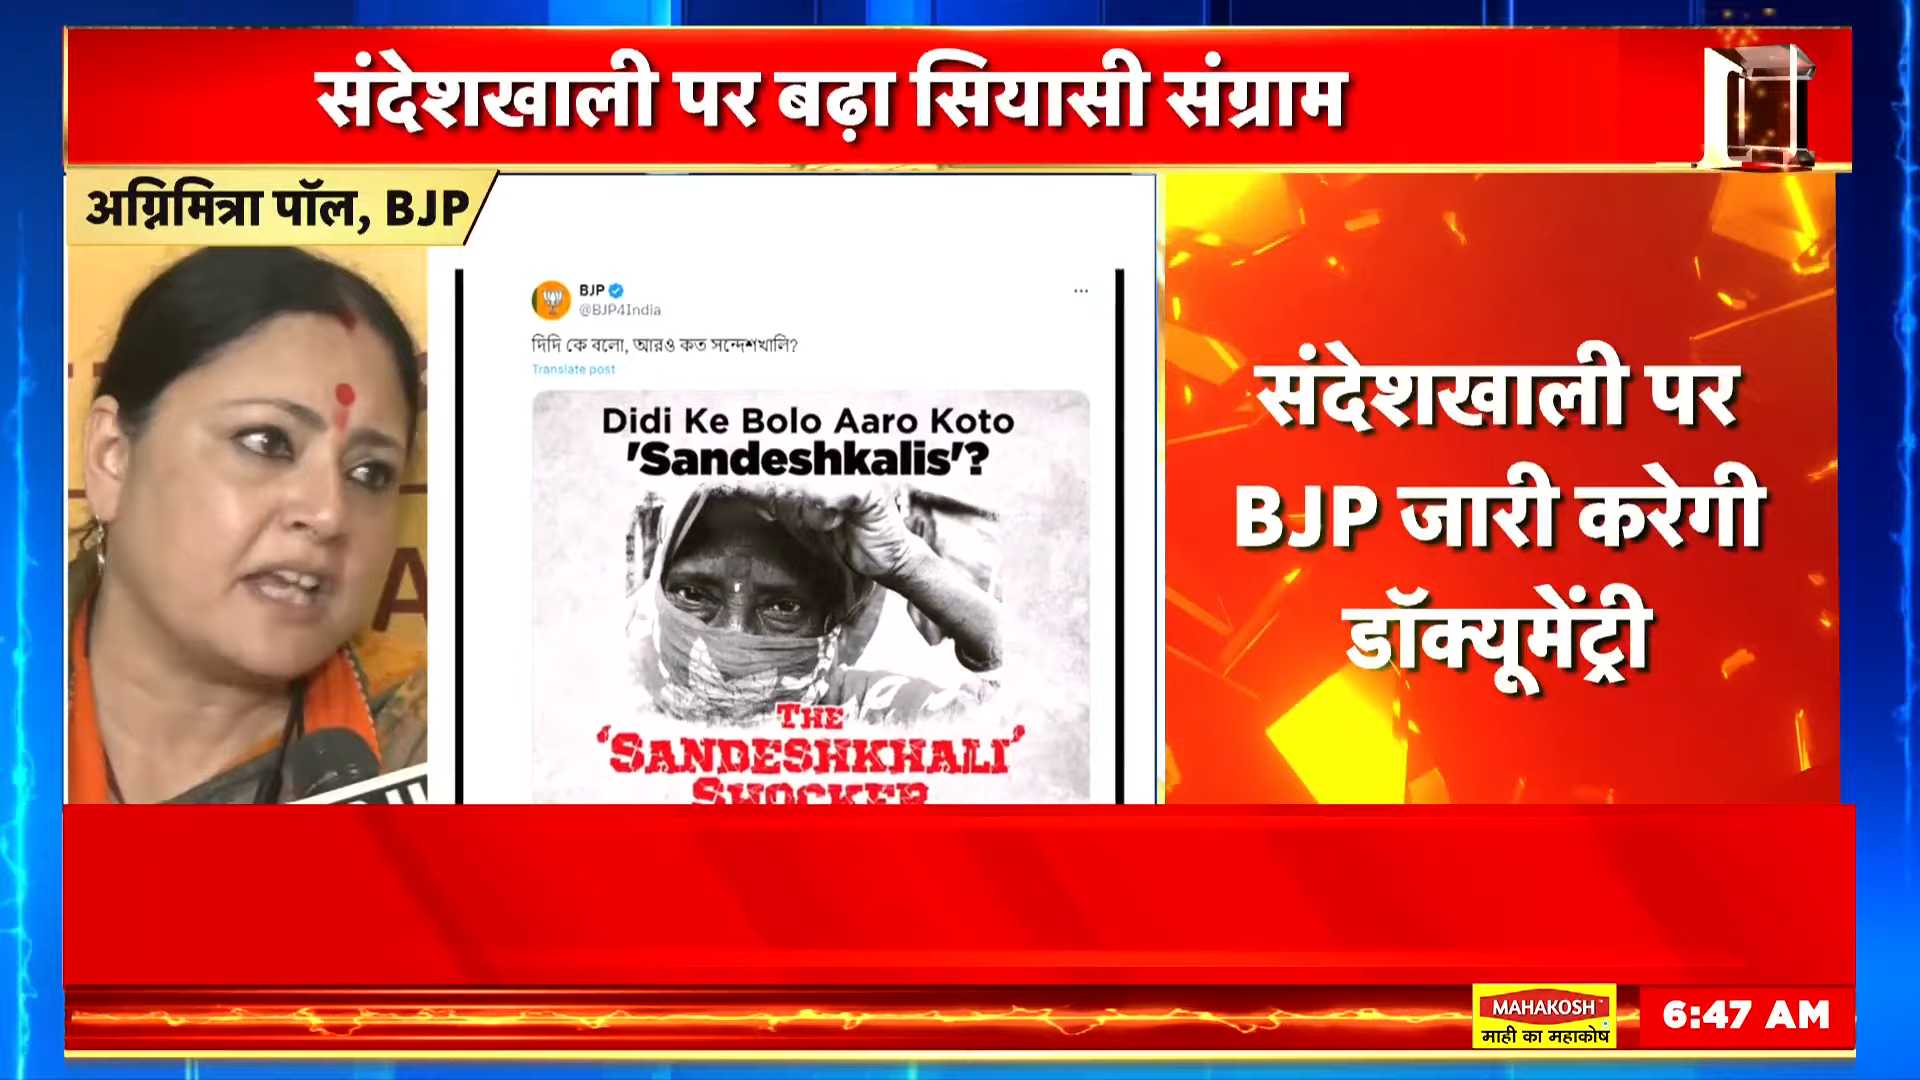 संदेशखाली पर बढ़ा सियासी संग्राम
अग्निमित्रा पॉल, BJP
BJP
@BJP4India
দিদি কে বলো, আরও কত সন্দেশখালি?
Translate post
Didi Ke Bolo Aaro Koto
'Sandeshkalis'?
THE
'SANDESHKHALI'
SHOCKER
संदेशखाली पर
BJP जारी करेगी
डॉक्यूमेंट्री
MAHAKOSH
माही का महाकोष
6:47 AM